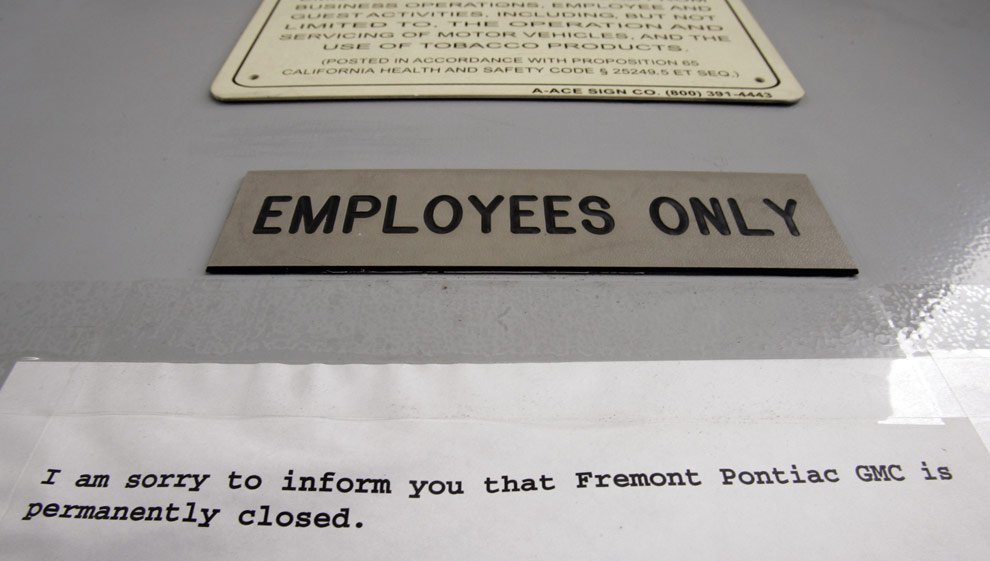 BUSINESS OPERATIONS, EMPLOYEE AND
GUEST ACTIVITIES, INCLUDING, BUT NOT
LIMITED TO, THE OPERATION AND
SERVICING OF MOTOR VEHICLES, AND THE
USE OF TOBACCO PRODUCTS.
(POSTED IN ACCORDANCE WITH PROPOSITION 65
CALIFORNIA HEALTH AND SAFETY CODE § 25249.5 ET SEQ.)
A-ACE SIGN CO. (800) 391-4443
EMPLOYEES ONLY
I am sorry to inform you that Fremont Pontiac GMC is
permanently closed.